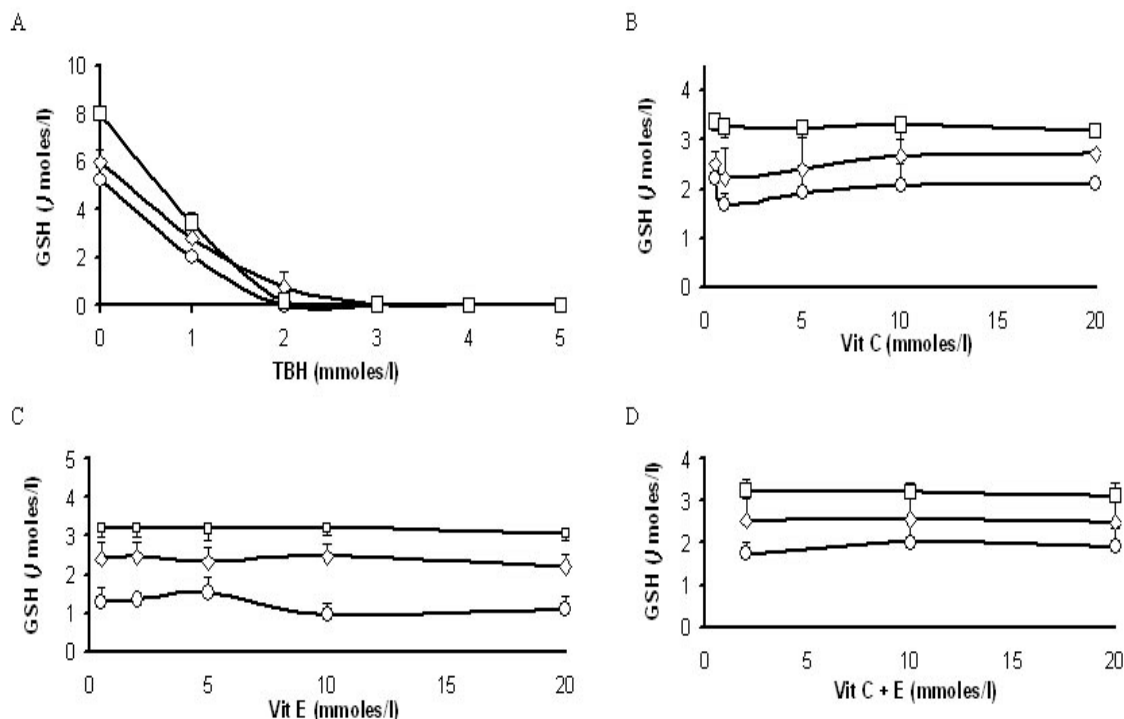 A
GSH (J moles/l)
10
8
6
4
2
0
0 1 2 3 4 5
TBH (mmoles/l)
B
GSH (J moles/l)
4
3
2
1
0
0 5 10 15 20
Vit C (mmoles/l)
C
GSH (J moles/l)
5
4
3
2
1
0
0 5 10 15 20
Vit E (mmoles/l)
D
GSH (J moles/l)
4
3
2
1
0
0 5 10 15 20
Vit C + E (mmoles/l)